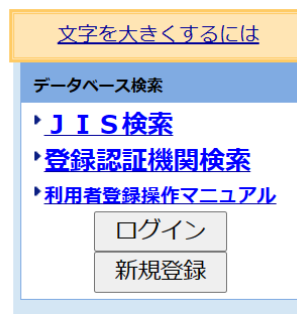 文字を大きくするには
データベース検索
JIS検索
登録認証機関検索
利用者登録操作マニュアル
ログイン
新規登録